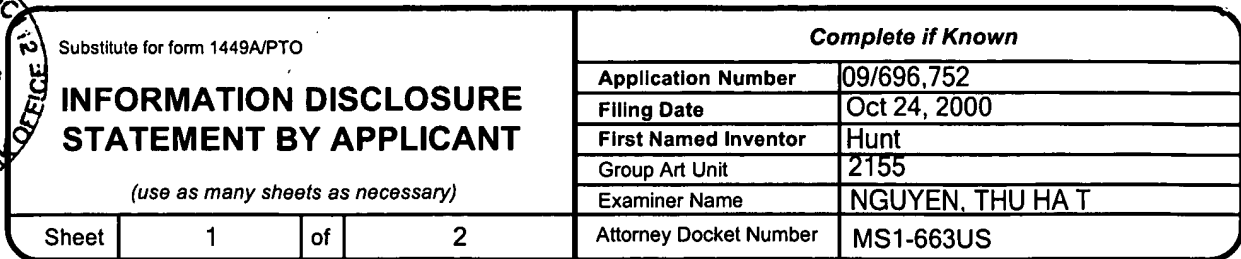 Substitute for form 1449A/PTO
INFORMATION DISCLOSURE
STATEMENT BY APPLICANT
(use as many sheets as necessary)
Sheet 1 of 2
Complete if Known
Application Number 09/696,752
Filing Date Oct 24, 2000
First Named Inventor Hunt
Group Art Unit 2155
Examiner Name NGUYEN, THU HA T
Attorney Docket Number MS1-663US
OFFICE